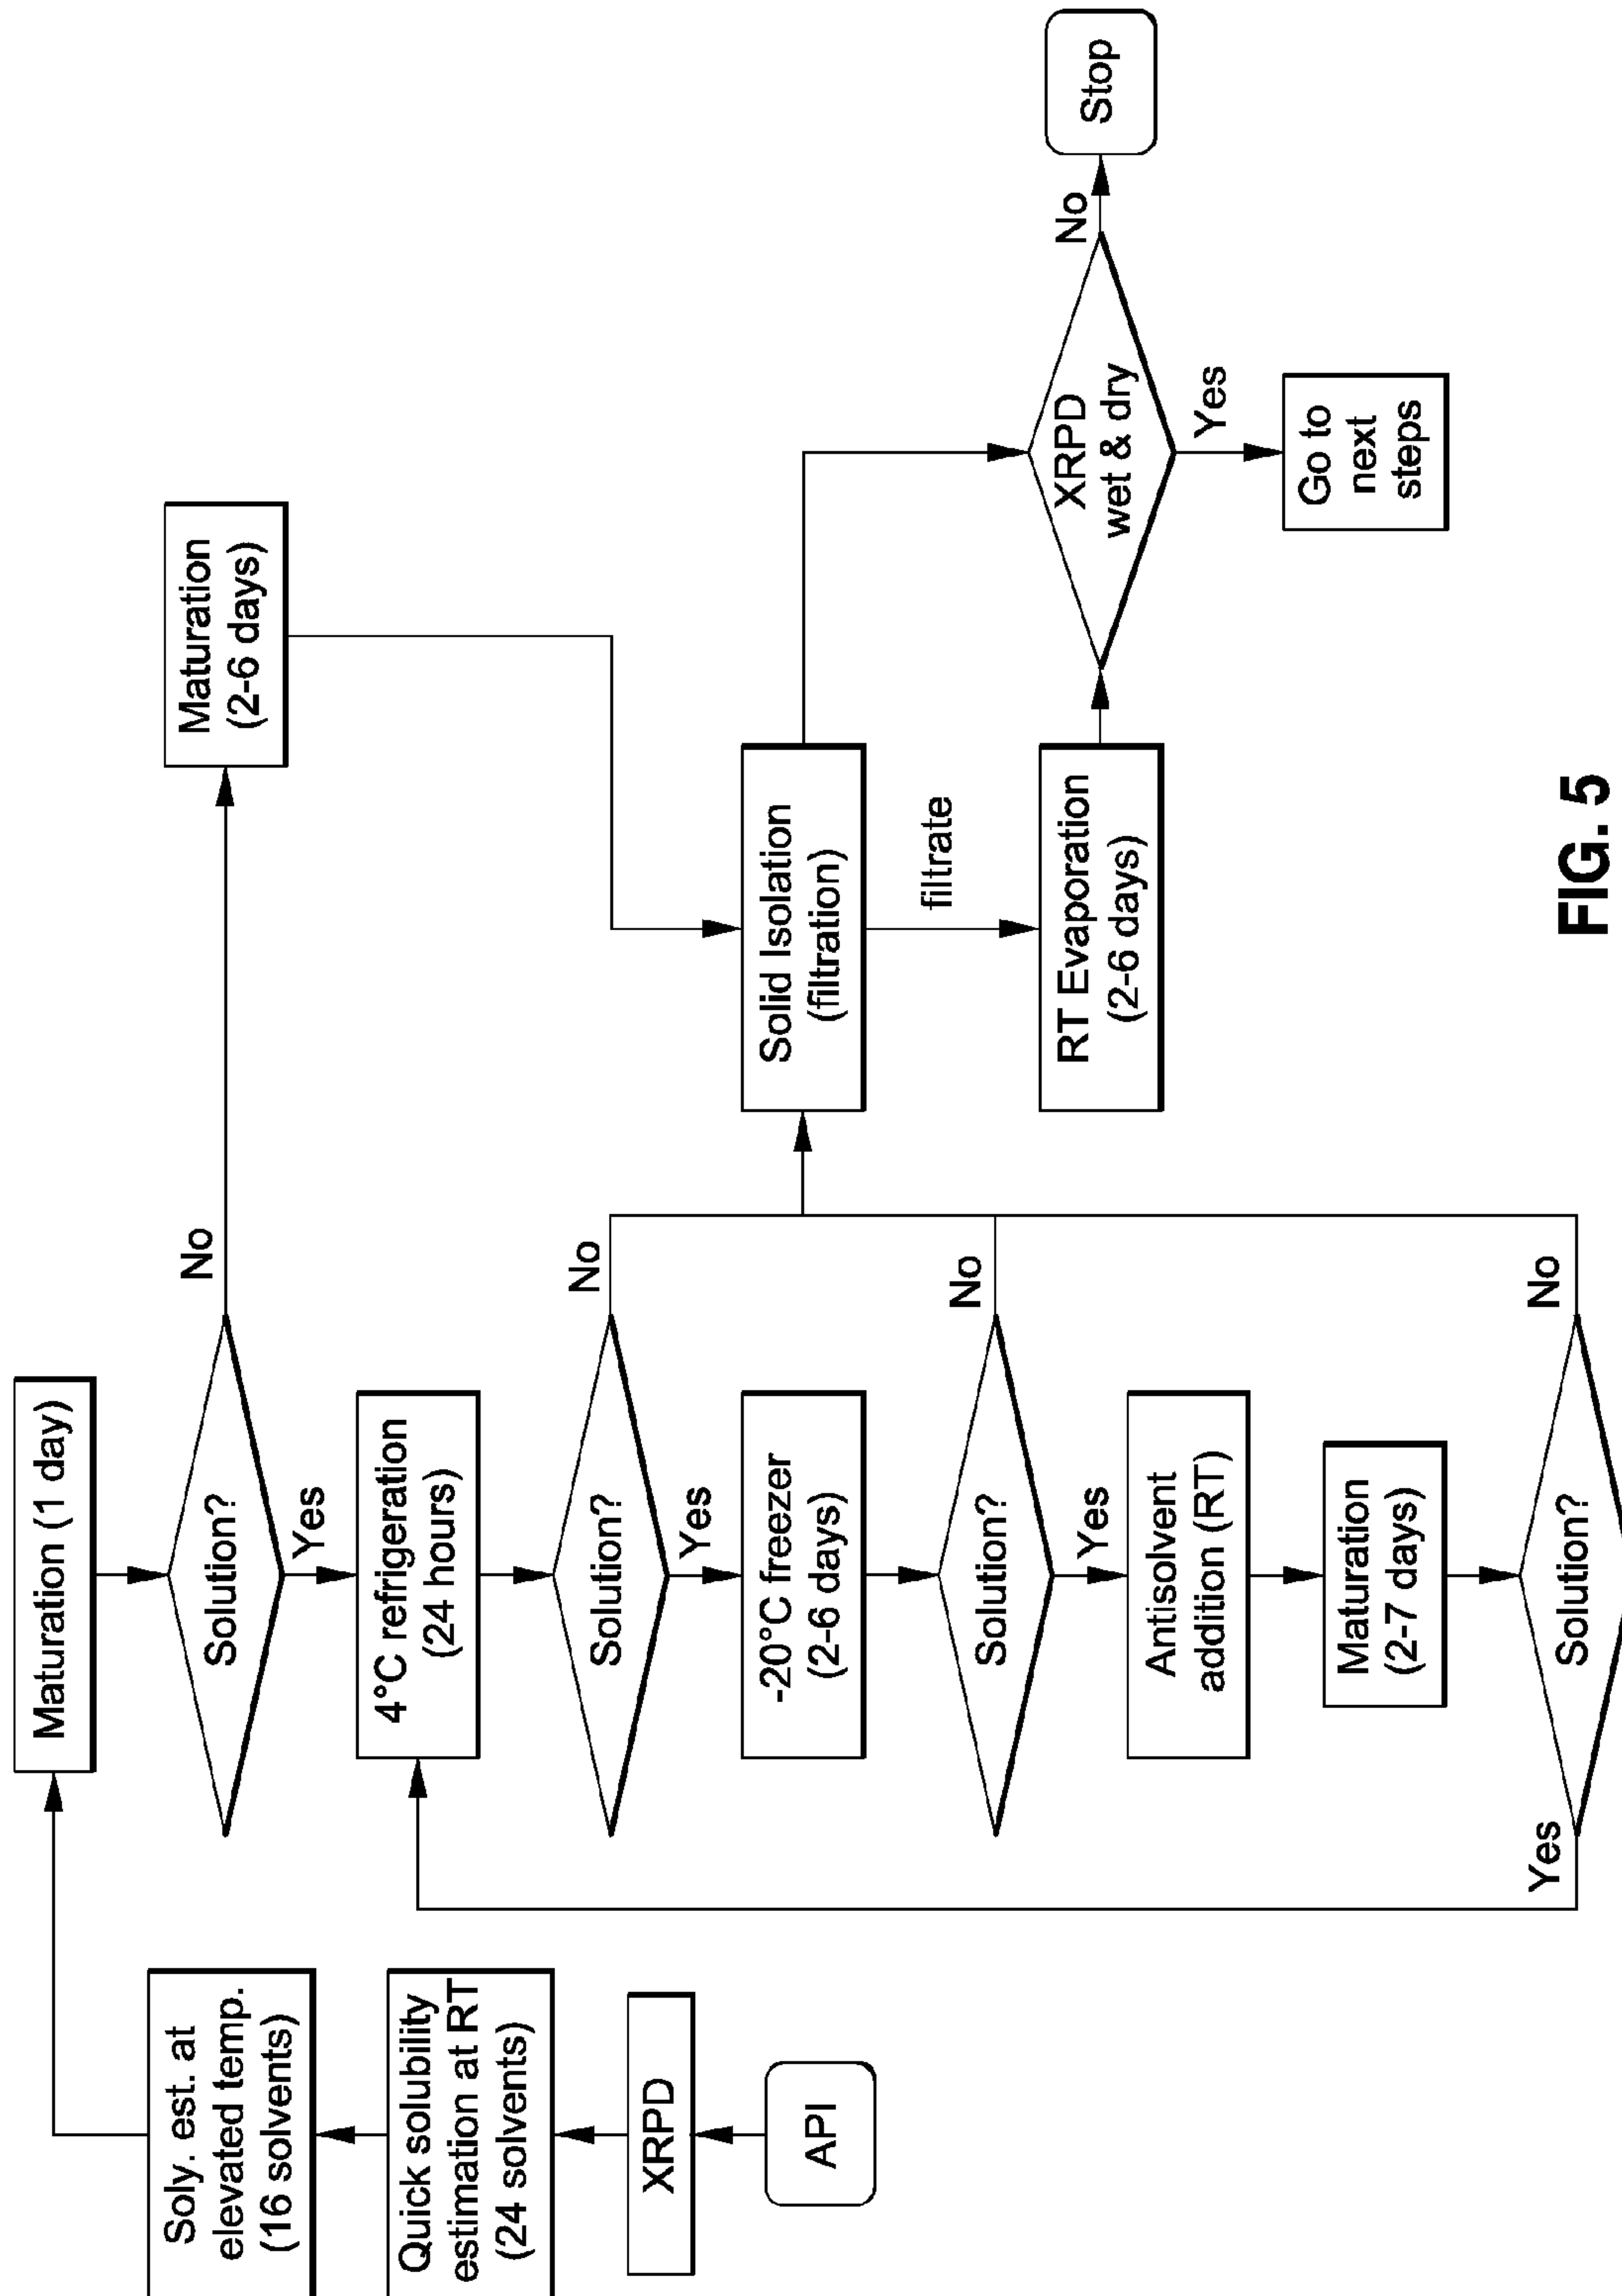 API
XRPD
Quick solubility
estimation at RT
(24 solvents)
Soly. est. at
elevated temp.
(16 solvents)
Maturation (1 day)
Solution?
No
Yes
Maturation
(2-6 days)
4°C refrigeration
(24 hours)
Solution?
No
Yes
-20°C freezer
(2-6 days)
Solution?
No
Yes
Antisolvent
addition (RT)
Maturation
(2-7 days)
Solution?
Yes
No
Solid Isolation
(filtration)
filtrate
RT Evaporation
(2-6 days)
XRPD
wet & dry
No
Stop
Yes
Go to
next
steps
FIG. 5